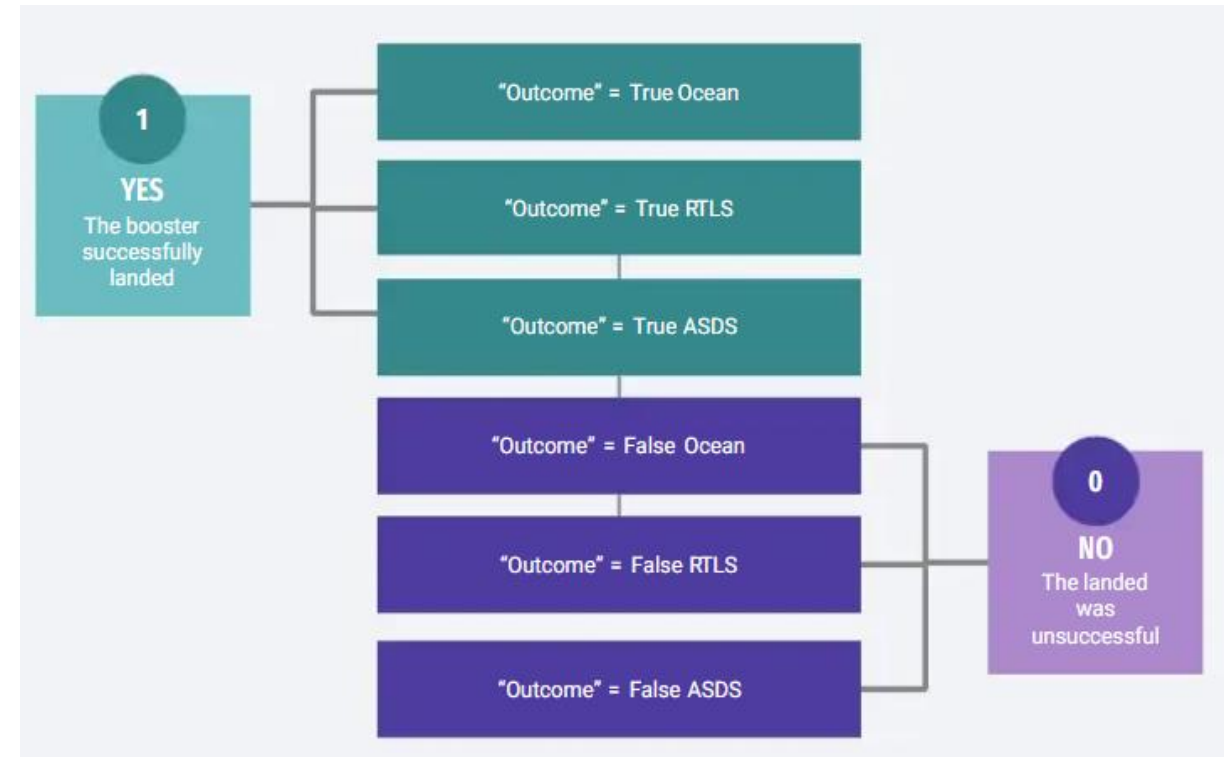 1
YES
The booster
successfully
landed
“Outcome” = True Ocean
“Outcome” = True RTLS
“Outcome” = True ASDS
“Outcome” = False Ocean
“Outcome” = False RTLS
“Outcome” = False ASDS
0
NO
The landed
was
unsuccessful